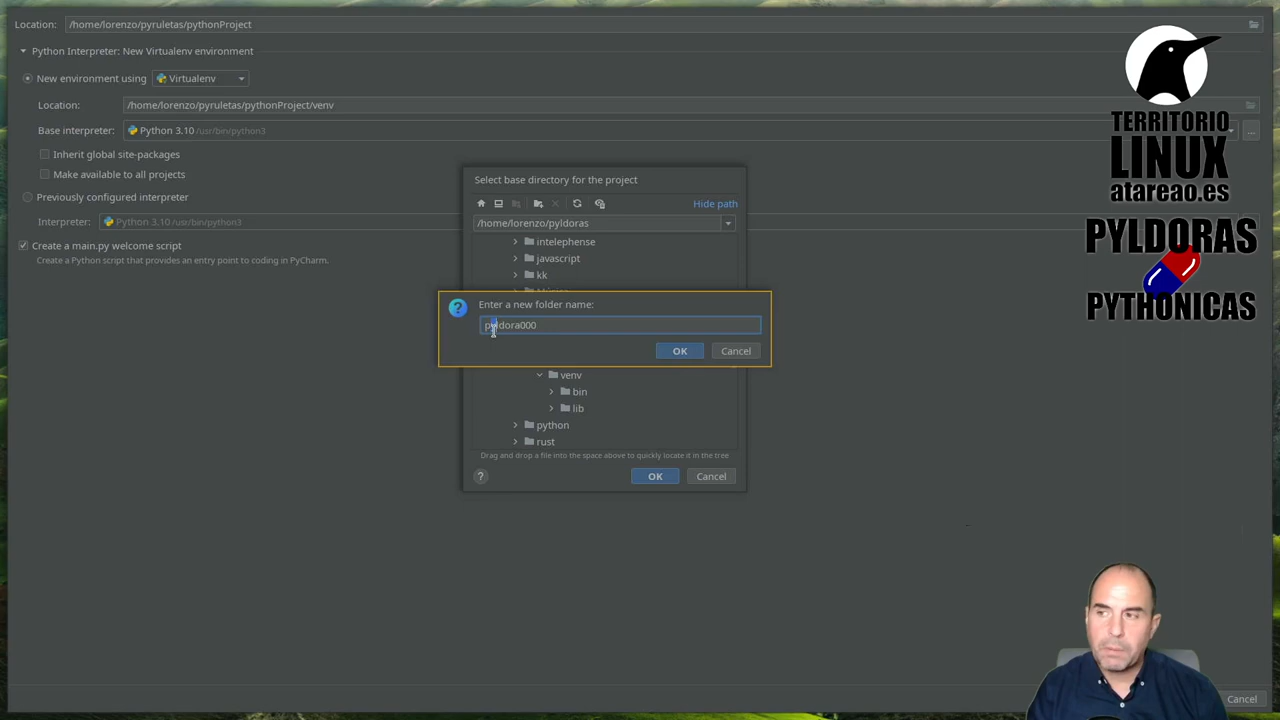 Location: /home/lorenzo/pyruletas/pythonProject
Python Interpreter: New Virtualenv environment
New environment using Virtualenv
Location: /home/lorenzo/pyruletas/pythonProject/venv
Base interpreter: Python 3.10 /usr/bin/python3 ...
Inherit global site-packages
Make available to all projects
Previously configured interpreter
Interpreter: Python 3.10 /usr/bin/python3
Create a main.py welcome script
Create a Python script that provides an entry point to coding in PyCharm.
Select base directory for the project
Hide path
/home/lorenzo/pyldoras
intelephense
javascript
kk
Enter a new folder name:
OK Cancel
venv
bin
lib
python
rust
Drag and drop a file into the space above to quickly locate it in the tree
? OK Cancel
TERRITORIO
LINUX
atareao.es
PYLDORAS
PYTHONICAS
Cancel